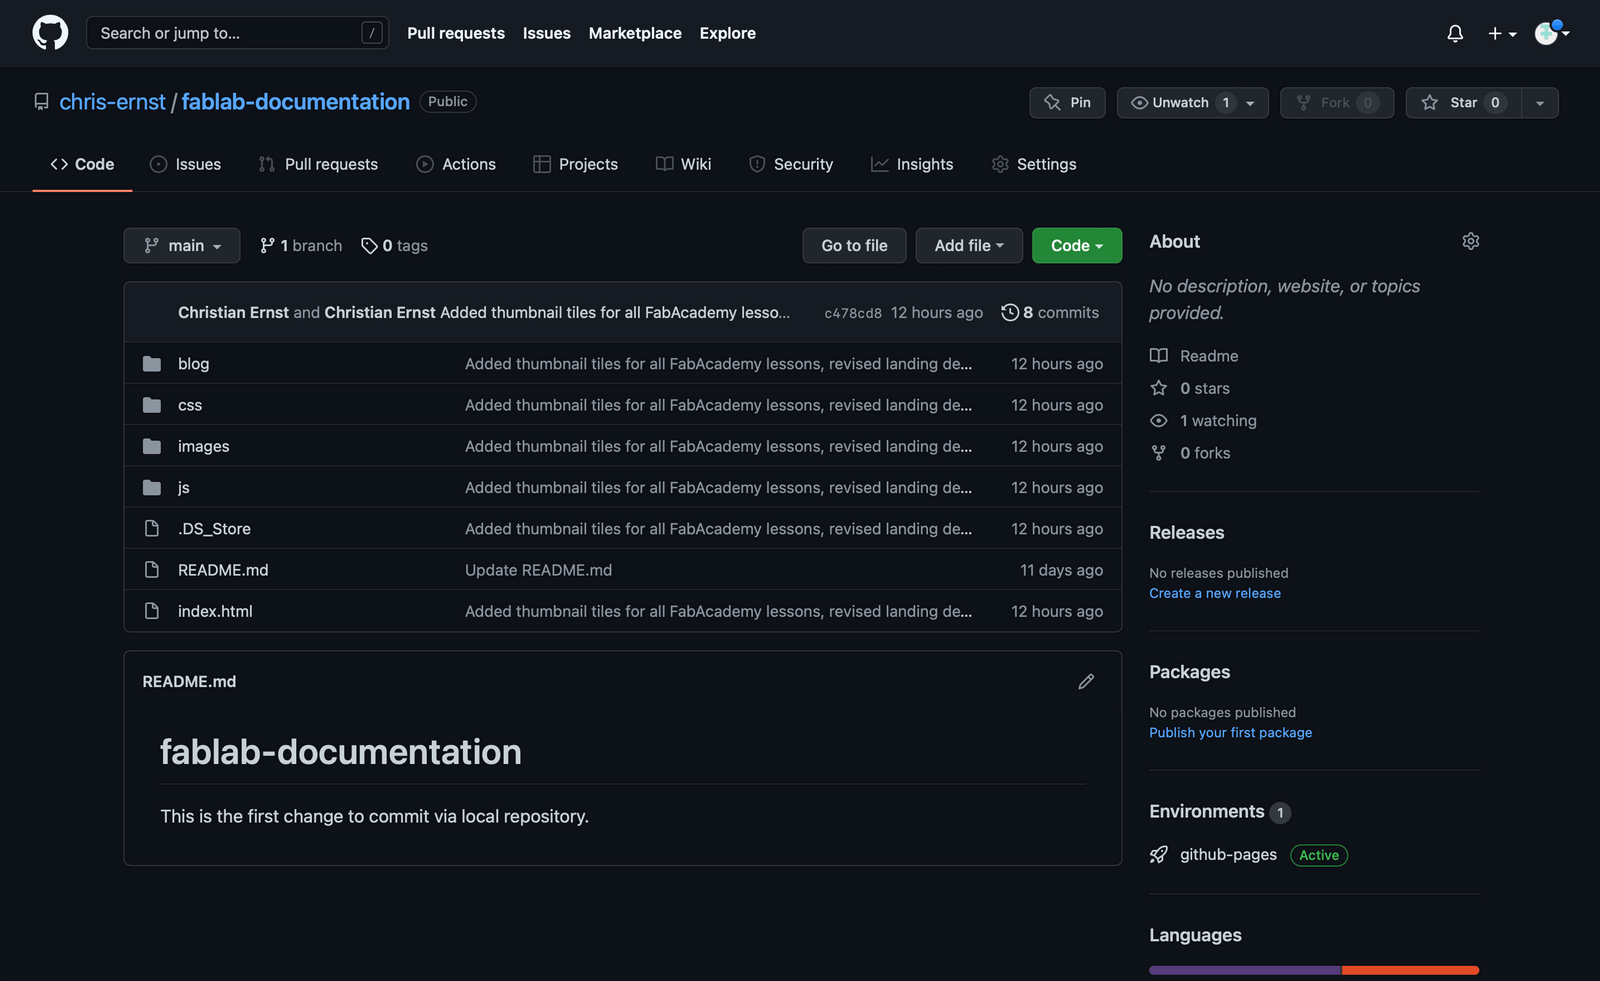 Search or jump to... /
Pull requests Issues Marketplace Explore
chris-ernst / fablab-documentation Public
Pin Unwatch 1 Fork 0 Star 0
Code Issues Pull requests Actions Projects Wiki Security Insights Settings
main 1 branch 0 tags Go to file Add file Code
Christian Ernst and Christian Ernst Added thumbnail tiles for all FabAcademy lesso... c478cd8 12 hours ago 8 commits
blog Added thumbnail tiles for all FabAcademy lessons, revised landing de... 12 hours ago
css Added thumbnail tiles for all FabAcademy lessons, revised landing de... 12 hours ago
images Added thumbnail tiles for all FabAcademy lessons, revised landing de... 12 hours ago
js Added thumbnail tiles for all FabAcademy lessons, revised landing de... 12 hours ago
.DS_Store Added thumbnail tiles for all FabAcademy lessons, revised landing de... 12 hours ago
README.md Update README.md 11 days ago
index.html Added thumbnail tiles for all FabAcademy lessons, revised landing de... 12 hours ago
README.md
fablab-documentation
This is the first change to commit via local repository.
About
No description, website, or topics
provided.
Readme
0 stars
1 watching
0 forks
Releases
No releases published
Create a new release
Packages
No packages published
Publish your first package
Environments 1
github-pages Active
Languages